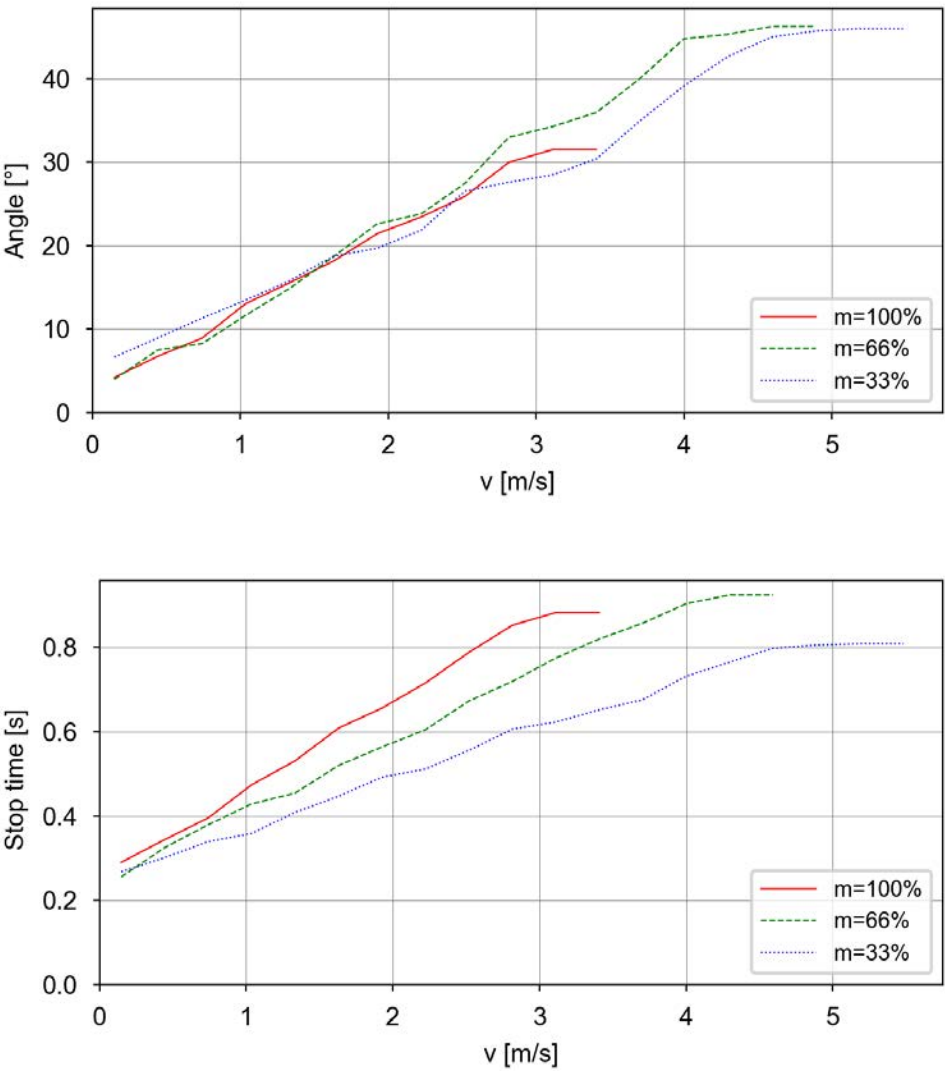 Angle [°]
40
30
20
10
0
0 1 2 3 4 5
v [m/s]
m=100%
m=66%
m=33%
Stop time [s]
0.8
0.6
0.4
0.2
0.0
0 1 2 3 4 5
v [m/s]
m=100%
m=66%
m=33%